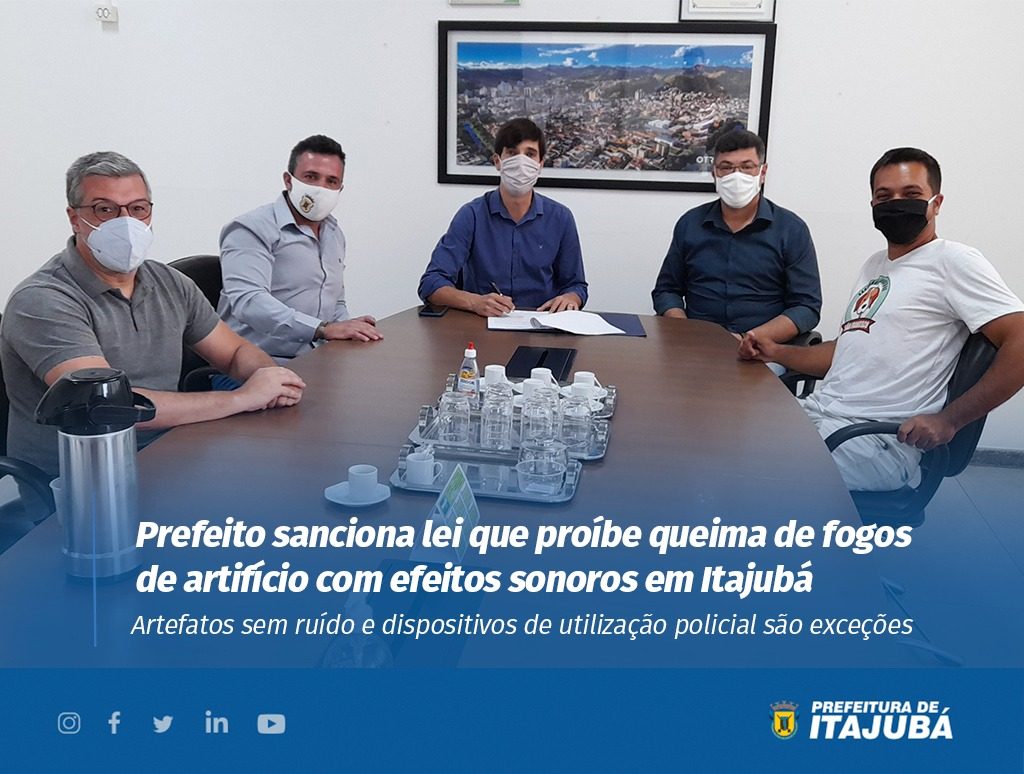 OTR
Prefeito sanciona lei que proíbe queima de fogos
de artifício com efeitos sonoros em Itajubá
Artefatos sem ruído e dispositivos de utilização policial são exceções
PREFEITURA DE
ITAJUBÁ